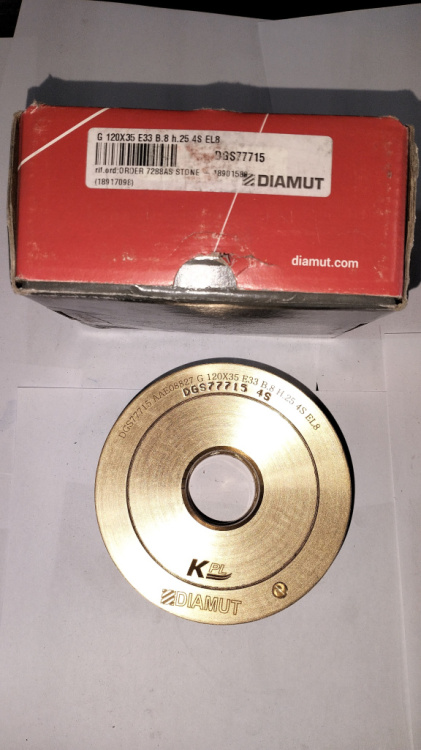 G 120X35 E33 B.8 h.25 4S EL8
DGS77715
rif.ord:ORDER 7288AS STONE
DIAMUT
(1891709E)
diamut.com
DGS77715 AAE08827 G 120X35 E33 B.8 H.25 4S EL8
DGS77715 4S
K PL
DIAMUT